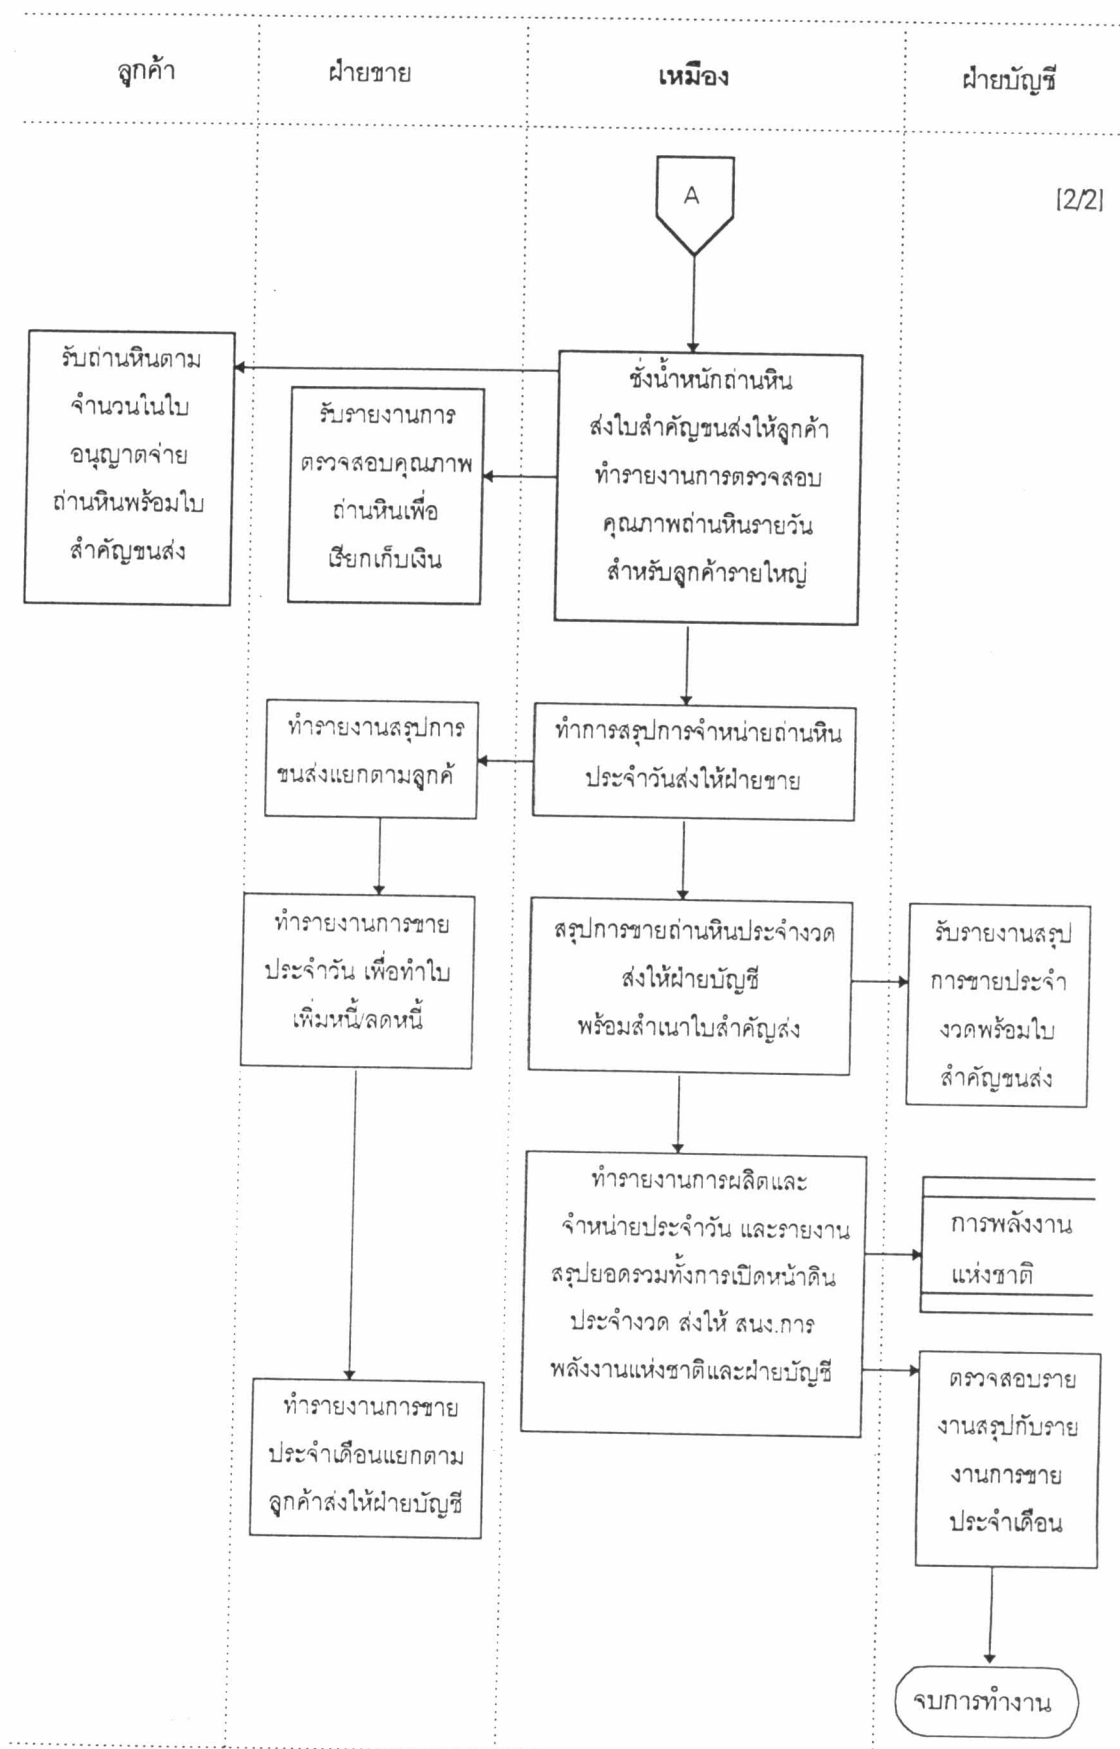 ลูกค้า
ฝ่ายขาย
เหมือง
ฝ่ายบัญชี
A
[2/2]
รับถ่านหินตาม
จำนวนในใบ
อนุญาตจ่าย
ถ่านหินพร้อมใบ
สำคัญขนส่ง
รับรายงานการ
ตรวจสอบคุณภาพ
ถ่านหินเพื่อ
เรียกเก็บเงิน
ชั่งน้ำหนักถ่านหิน
ส่งใบสำคัญขนส่งให้ลูกค้า
ทำรายงานการตรวจสอบ
คุณภาพถ่านหินรายวัน
สำหรับลูกค้ารายใหญ่
ทำรายงานสรุปการ
ขนส่งแยกตามลูกค้
ทำการสรุปการจำหน่ายถ่านหิน
ประจำวันส่งให้ฝ่ายขาย
ทำรายงานการขาย
ประจำวัน เพื่อทำใบ
เพิ่มหนี้/ลดหนี้
สรุปการขายถ่านหินประจำงวด
ส่งให้ฝ่ายบัญชี
พร้อมสำเนาใบสำคัญส่ง
รับรายงานสรุป
การขายประจำ
งวดพร้อมใบ
สำคัญขนส่ง
ทำรายงานการผลิตและ
จำหน่ายประจำวัน และรายงาน
สรุปยอดรวมทั้งการเปิดหน้าดิน
ประจำงวด ส่งให้ สนง.การ
พลังงานแห่งชาติและฝ่ายบัญชี
การพลังงาน
แห่งชาติ
ทำรายงานการขาย
ประจำเดือนแยกตาม
ลูกค้าส่งให้ฝ่ายบัญชี
ตรวจสอบราย
งานสรุปกับราย
งานการขาย
ประจำเดือน
จบการทำงาน